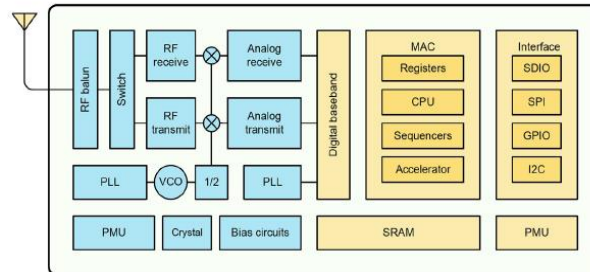 RF balun
Switch
RF
receive
Analog
receive
RF
transmit
Analog
transmit
Digital baseband
MAC
Registers
CPU
Sequencers
Accelerator
Interface
SDIO
SPI
GPIO
I2C
PLL
VCO
1/2
PLL
PMU
Crystal
Bias circuits
SRAM
PMU